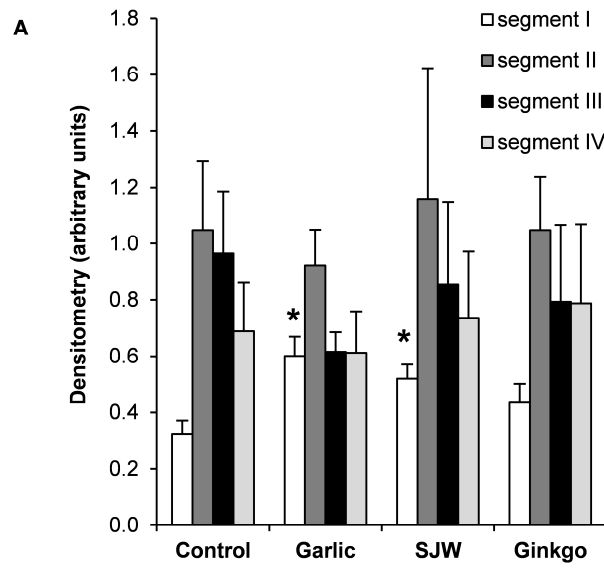 A
segment I
segment II
segment III
segment IV
Densitometry (arbitrary units)
1.8
1.6
1.4
1.2
1.0
0.8
0.6
0.4
0.2
0.0
*
*
Control Garlic SJW Ginkgo